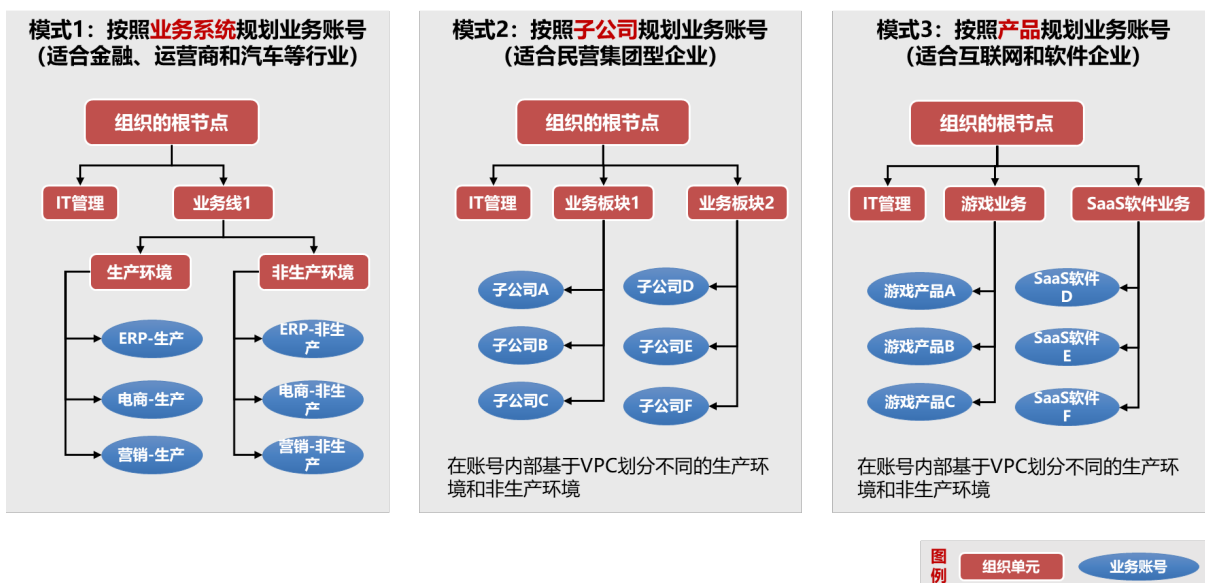 模式1：按照业务系统规划业务账号
（适合金融、运营商和汽车等行业）
组织的根节点
IT管理
业务线1
生产环境
非生产环境
ERP-生产
ERP-非生
产
电商-生产
电商-非生
产
营销-生产
营销-非生
产
模式2：按照子公司规划业务账号
（适合民营集团型企业）
组织的根节点
IT管理
业务板块1
业务板块2
子公司A
子公司D
子公司B
子公司E
子公司C
子公司F
在账号内部基于VPC划分不同的生产环
境和非生产环境
模式3：按照产品规划业务账号
（适合互联网和软件企业）
组织的根节点
IT管理
游戏业务
SaaS软件业务
游戏产品A
SaaS软件
D
游戏产品B
SaaS软件
E
游戏产品C
SaaS软件
F
在账号内部基于VPC划分不同的生产环
境和非生产环境
图
例
组织单元
业务账号